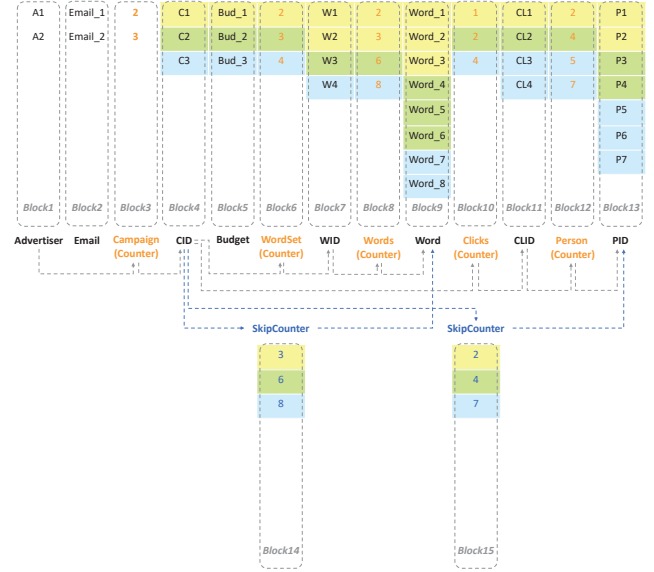 A1 Email_1 2 C1 Bud_1 2 W1 2 Word_1 1 CL1 2 P1
A2 Email_2 3 C2 Bud_2 3 W2 3 Word_2 2 CL2 4 P2
C3 Bud_3 4 W3 6 Word_3 4 CL3 5 P3
W4 8 Word_4 CL4 7 P4
Word_5 P5
Word_6 P6
Word_7 P7
Word_8
Block1 Block2 Block3 Block4 Block5 Block6 Block7 Block8 Block9 Block10 Block11 Block12 Block13
Advertiser Email Campaign CID Budget WordSet WID Words Word Clicks CLID Person PID
(Counter) (Counter) (Counter) (Counter) (Counter)
SkipCounter SkipCounter
3 2
6 4
8 7
Block14 Block15